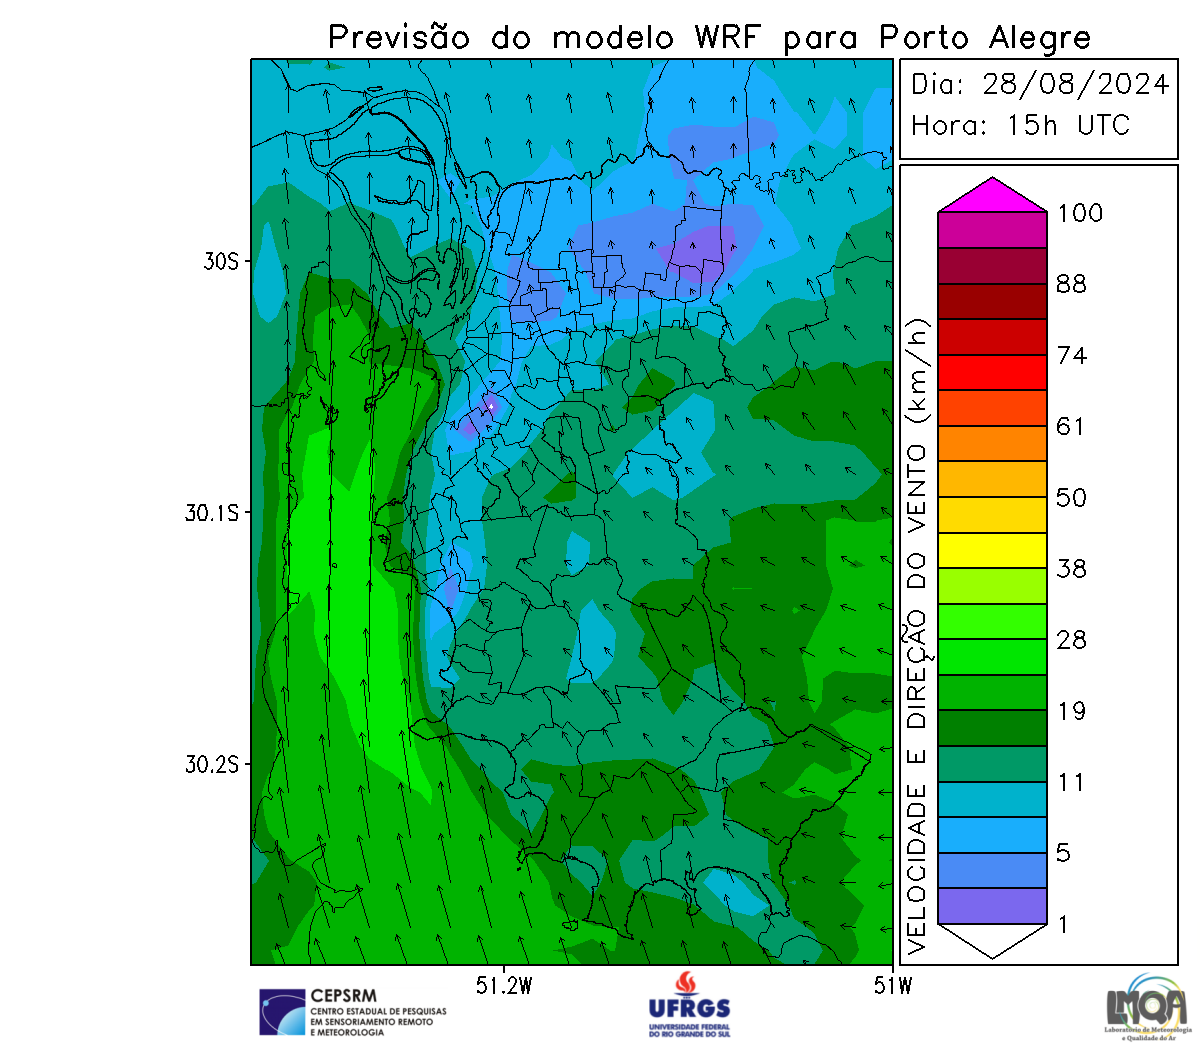 Previsão do modelo WRF para Porto Alegre
Dia: 28/08/2024
Hora: 15h UTC
30S
30.1S
30.2S
51.2W
51W
VELOCIDADE E DIREÇÃO DO VENTO (km/h)
100
88
74
61
50
38
28
19
11
5
1
CEPSRM
CENTRO ESTADUAL DE PESQUISAS
EM SENSORIAMENTO REMOTO
E METEOROLOGIA
UFRGS
UNIVERSIDADE FEDERAL
DO RIO GRANDE DO SUL
LMQA
Laboratório de Meteorologia
e Qualidade do Ar